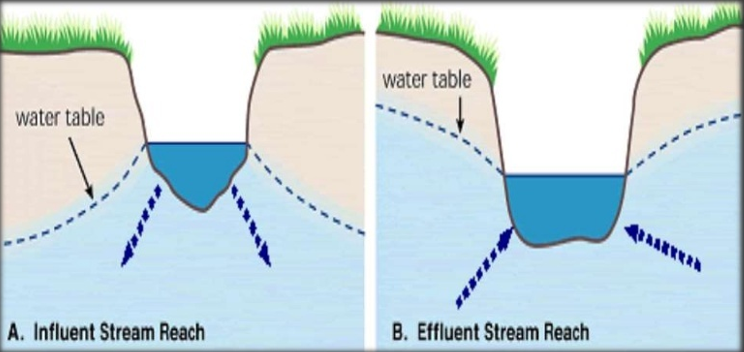 water table
A. Influent Stream Reach
water table
B. Effluent Stream Reach